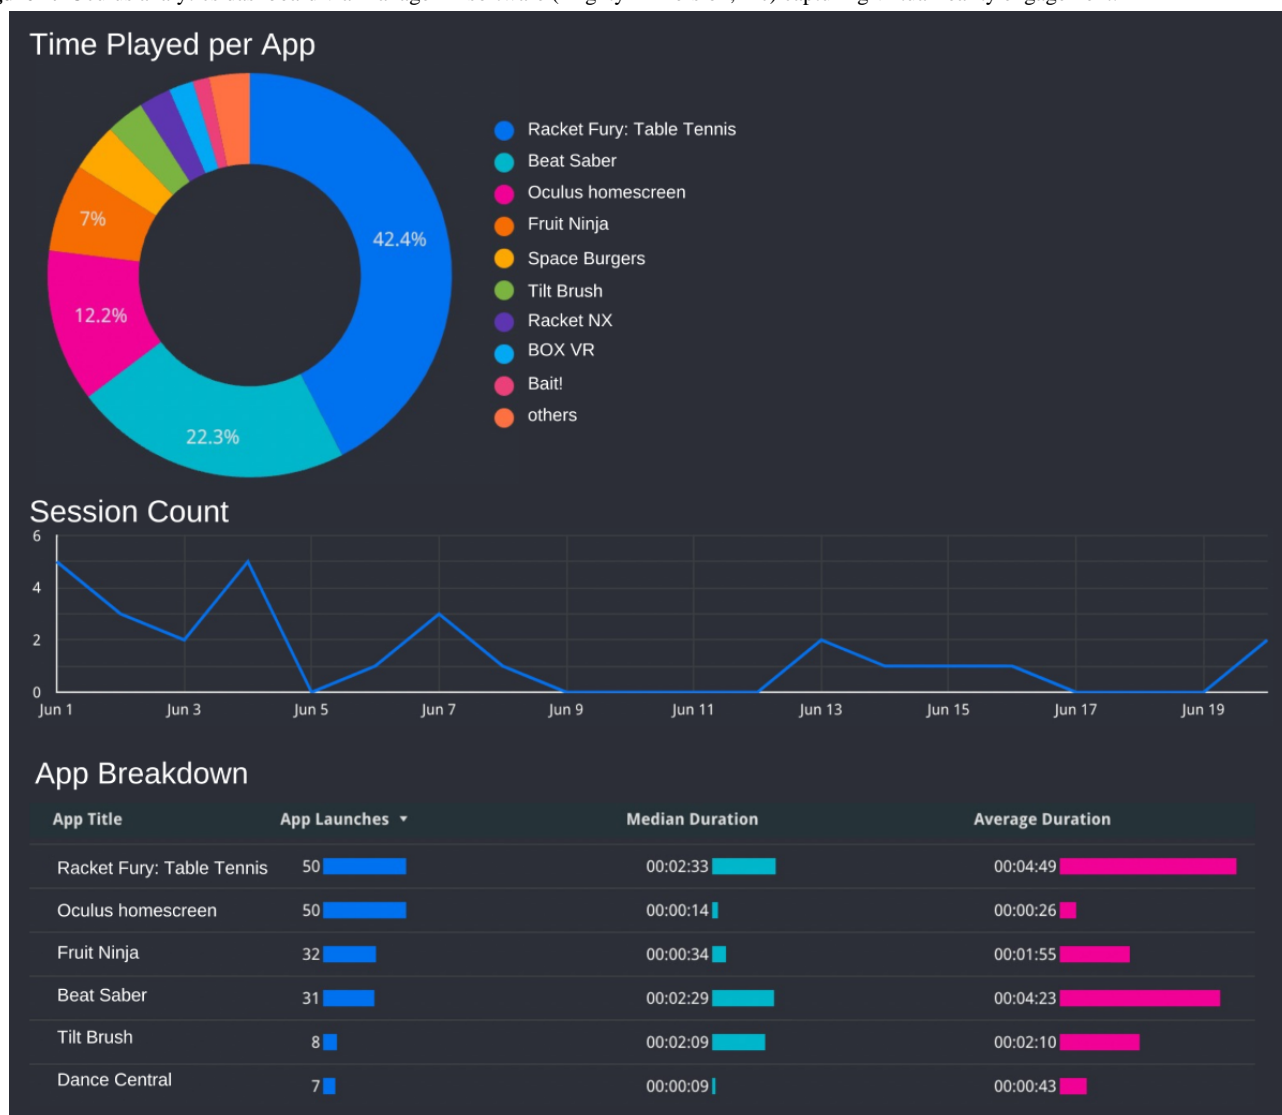 Time Played per App
42.4%
22.3%
12.2%
7%
Racket Fury: Table Tennis
Beat Saber
Oculus homescreen
Fruit Ninja
Space Burgers
Tilt Brush
Racket NX
BOX VR
Bait!
others
Session Count
6
4
2
0
Jun 1 Jun 3 Jun 5 Jun 7 Jun 9 Jun 11 Jun 13 Jun 15 Jun 17 Jun 19
App Breakdown
App Title App Launches Median Duration Average Duration
Racket Fury: Table Tennis 50 00:02:33 00:04:49
Oculus homescreen 50 00:00:14 00:00:26
Fruit Ninja 32 00:00:34 00:01:55
Beat Saber 31 00:02:29 00:04:23
Tilt Brush 8 00:02:09 00:02:10
Dance Central 7 00:00:09 00:00:43